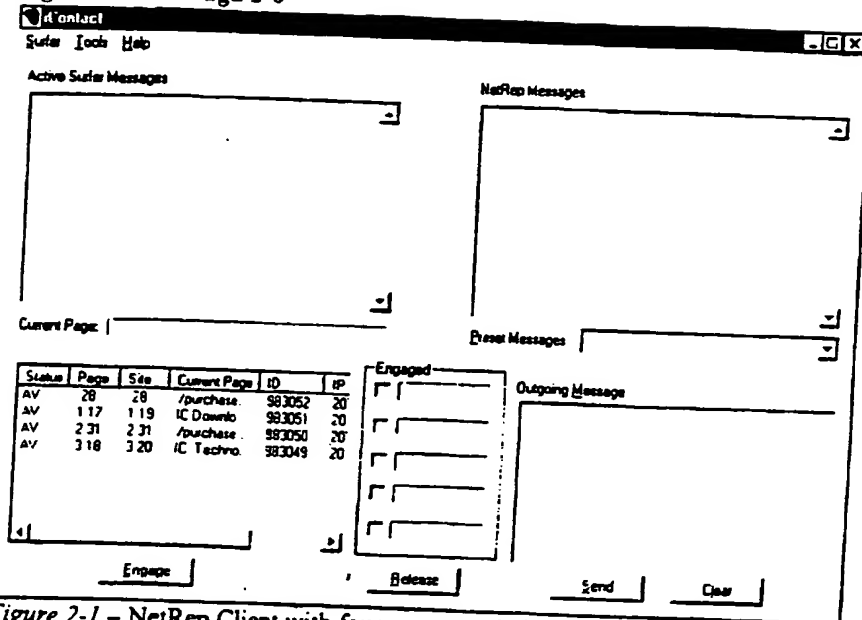 iContact
Surfer Tools Help
Active Surfer Messages
NetRep Messages
Current Page:
Preset Messages
Status Page Site Current Page ID IP
AV 28 28 /purchase. 983052 20
AV 1 17 1 19 IC Downlo 983051 20
AV 2 31 2 31 /purchase . 983050 20
AV 3 18 3 20 IC Techno. 983049 20
Engaged
Outgoing Message
Engage
Release
Send
Clear
Figure 2-1 – NetRep Client with